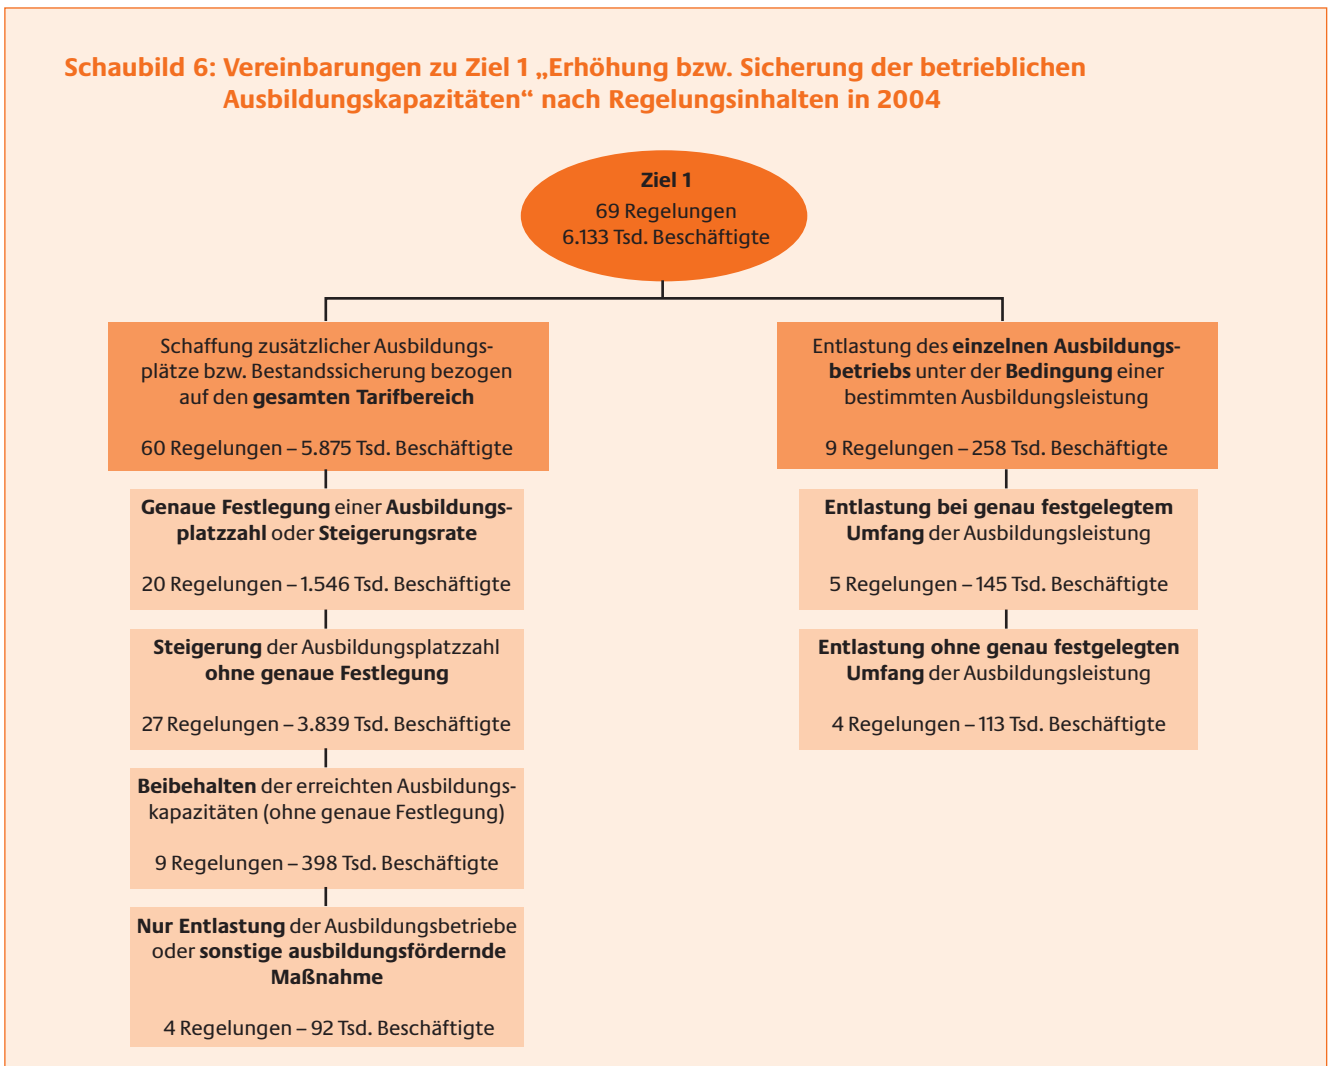 Schaubild 6: Vereinbarungen zu Ziel 1 „Erhöhung bzw. Sicherung der betrieblichen
Ausbildungskapazitäten“ nach Regelungsinhalten in 2004
Ziel 1
69 Regelungen
6.133 Tsd. Beschäftigte
Schaffung zusätzlicher Ausbildungs-
plätze bzw. Bestandssicherung bezogen
auf den gesamten Tarifbereich
60 Regelungen – 5.875 Tsd. Beschäftigte
Genaue Festlegung einer Ausbildungs-
platzzahl oder Steigerungsrate
20 Regelungen – 1.546 Tsd. Beschäftigte
Steigerung der Ausbildungsplatzzahl
ohne genaue Festlegung
27 Regelungen – 3.839 Tsd. Beschäftigte
Beibehalten der erreichten Ausbildungs-
kapazitäten (ohne genaue Festlegung)
9 Regelungen – 398 Tsd. Beschäftigte
Nur Entlastung der Ausbildungsbetriebe
oder sonstige ausbildungsfördernde
Maßnahme
4 Regelungen – 92 Tsd. Beschäftigte
Entlastung des einzelnen Ausbildungs-
betriebs unter der Bedingung einer
bestimmten Ausbildungsleistung
9 Regelungen – 258 Tsd. Beschäftigte
Entlastung bei genau festgelegtem
Umfang der Ausbildungsleistung
5 Regelungen – 145 Tsd. Beschäftigte
Entlastung ohne genau festgelegten
Umfang der Ausbildungsleistung
4 Regelungen – 113 Tsd. Beschäftigte